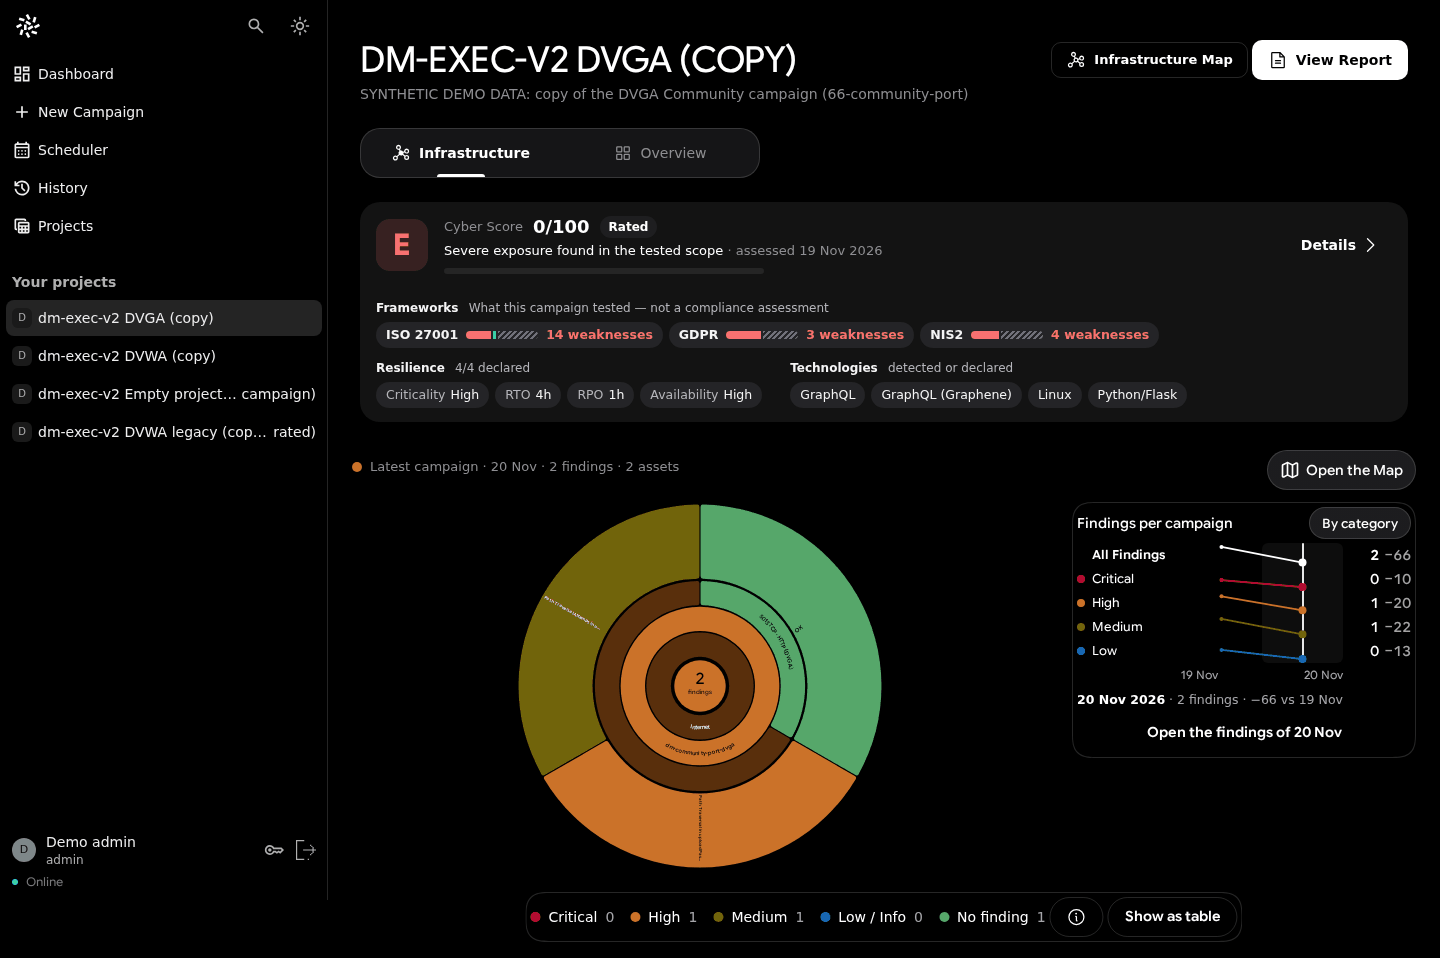 Dashboard
New Campaign
Scheduler
History
Projects
Your projects
D dm-exec-v2 DVGA (copy)
D dm-exec-v2 DVWA (copy)
D dm-exec-v2 Empty project… campaign)
D dm-exec-v2 DVWA legacy (cop… rated)
D
Demo admin
admin
Online
DM-EXEC-V2 DVGA (COPY)
SYNTHETIC DEMO DATA: copy of the DVGA Community campaign (66-community-port)
Infrastructure Map
View Report
Infrastructure
Overview
E
Cyber Score 0/100 Rated
Severe exposure found in the tested scope · assessed 19 Nov 2026
Details
Frameworks What this campaign tested — not a compliance assessment
ISO 27001 14 weaknesses
GDPR 3 weaknesses
NIS2 4 weaknesses
Resilience 4/4 declared
Criticality High
RTO 4h
RPO 1h
Availability High
Technologies detected or declared
GraphQL
GraphQL (Graphene)
Linux
Python/Flask
Latest campaign · 20 Nov · 2 findings · 2 assets
Open the Map
2
findings
Internet
dm-community-port-dvga
OK
Findings per campaign
By category
All Findings 2 −66
Critical 0 −10
High 1 −20
Medium 1 −22
Low 0 −13
19 Nov 20 Nov
20 Nov 2026 · 2 findings · −66 vs 19 Nov
Open the findings of 20 Nov
Critical 0
High 1
Medium 1
Low / Info 0
No finding 1
Show as table